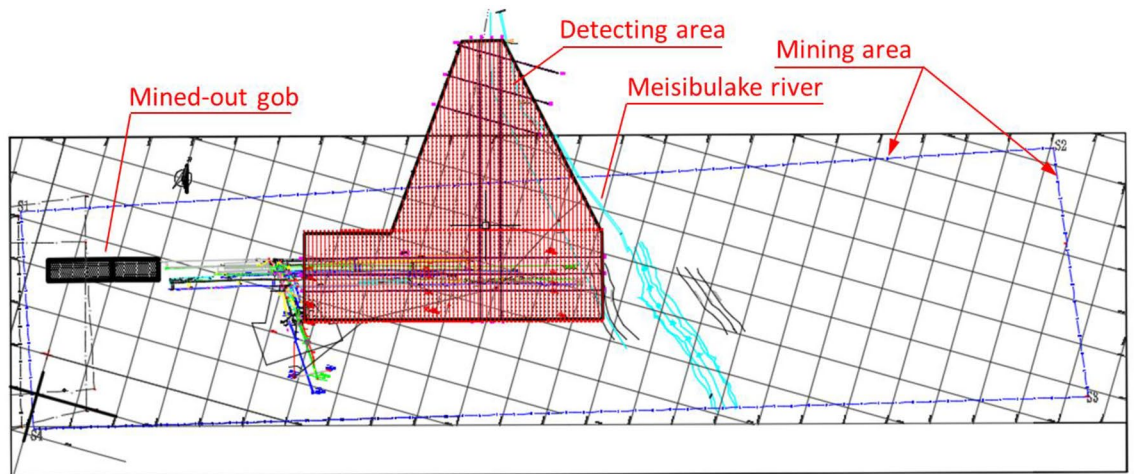 Detecting area
Mining area
Mined-out gob
Meisibulake river
S2
S1
S3
S4